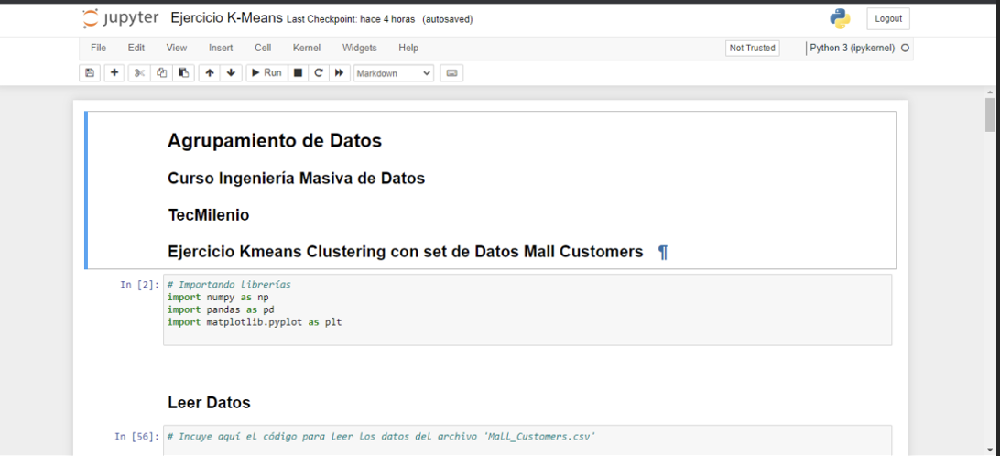 jupyter Ejercicio K-Means Last Checkpoint: hace 4 horas (autosaved)
Logout
File Edit View Insert Cell Kernel Widgets Help
Not Trusted
Python 3 (ipykernel)
Run
Markdown
Agrupamiento de Datos
Curso Ingeniería Masiva de Datos
TecMilenio
Ejercicio Kmeans Clustering con set de Datos Mall Customers ¶
In [2]: # Importando librerías
import numpy as np
import pandas as pd
import matplotlib.pyplot as plt
Leer Datos
In [56]: # Incuye aquí el código para leer los datos del archivo 'Mall_Customers.csv'